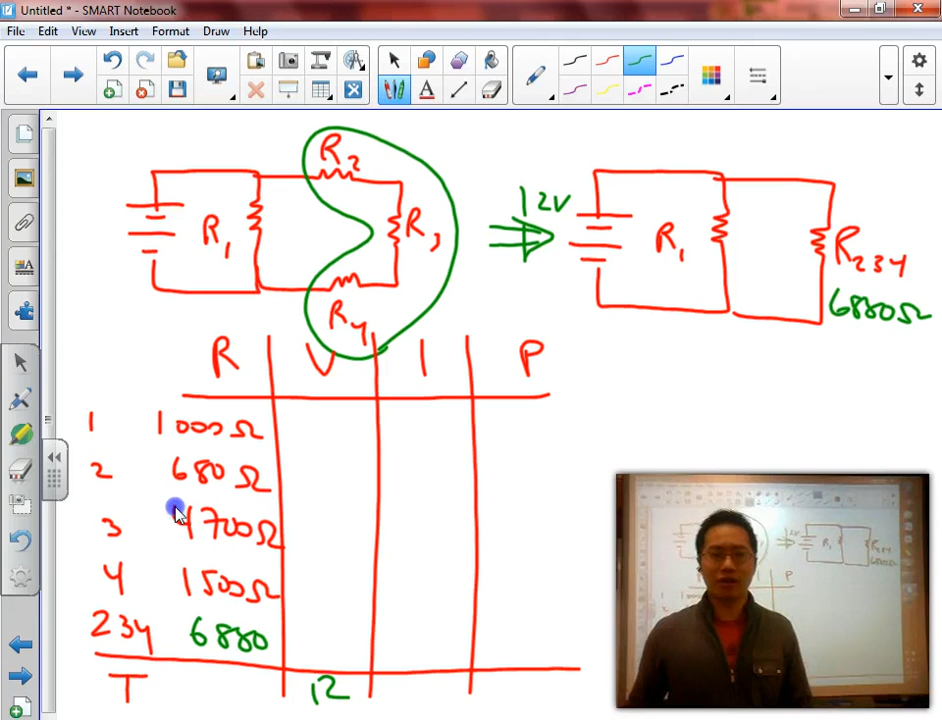 Untitled * - SMART Notebook
File Edit View Insert Format Draw Help
R2
R1
R3
R4
12V
R1
R234
6880Ω
R V I P
1 1000Ω
2 680Ω
3 4700Ω
4 1500Ω
234 6880
T 12